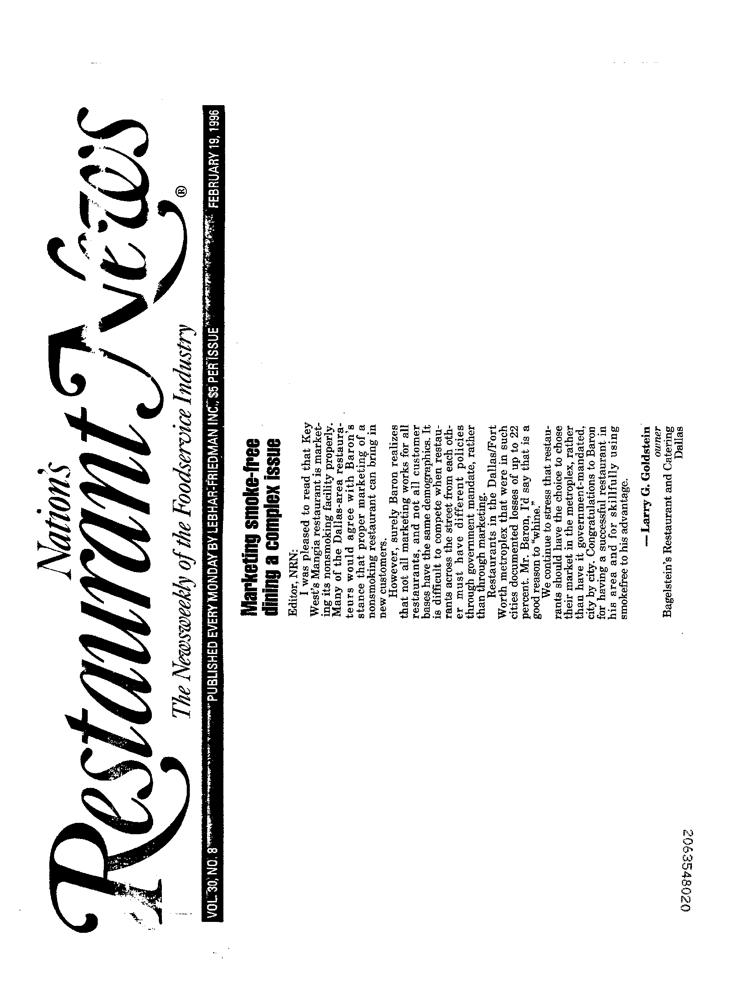 Nation's
Restaurant News®
The Newsweekly of the Foodservice Industry
VOL. 30, NO. 8 PUBLISHED EVERY MONDAY BY LEBHAR-FRIEDMAN INC., $5 PER ISSUE FEBRUARY 19, 1996
Marketing smoke-free
dining a complex issue
Editor, NRN:
I was pleased to read that Key
West's Mangia restaurant is market-
ing its nonsmoking facility properly.
Many of the Dallas-area restaura-
teurs would agree with Baron's
stance that proper marketing of a
nonsmoking restaurant can bring in
new customers.
However, surely Baron realizes
that not all marketing works for all
restaurants, and not all customer
bases have the same demographics. It
is difficult to compete when restau-
rants across the street from each oth-
er must have different policies
through government mandate, rather
than through marketing.
Restaurants in the Dallas/Fort
Worth metroplex that were in such
cities documented losses of up to 22
percent. Mr. Baron, I'd say that is a
good reason to "whine."
We continue to stress that restau-
rants should have the choice to chose
their market in the metroplex, rather
than have it government-mandated,
city by city. Congratulations to Baron
for having a successful restaurant in
his area and for skillfully using
smokefree to his advantage.
— Larry G. Goldstein
owner
Bagelstein's Restaurant and Catering
Dallas
2063548020